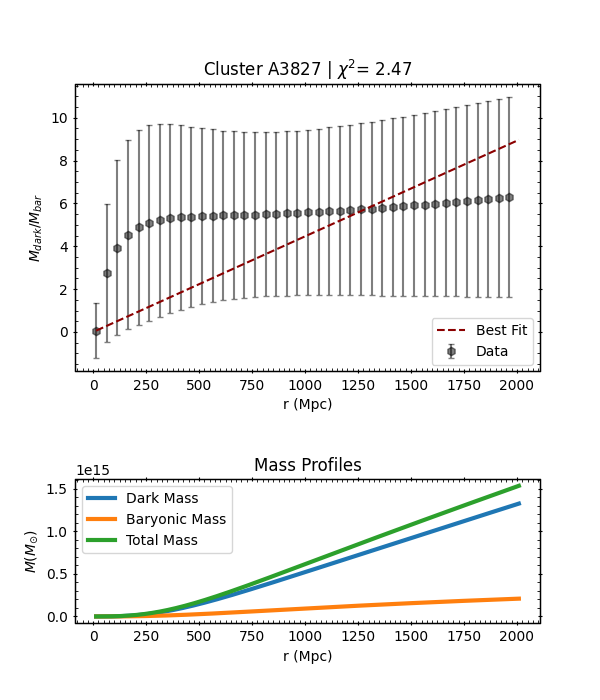 Cluster A3827 | χ²= 2.47
M_dark/M_bar
10
8
6
4
2
0
Best Fit
Data
0 250 500 750 1000 1250 1500 1750 2000
r (Mpc)
Mass Profiles
1e15
M(M_⊙)
1.5
1.0
0.5
0.0
Dark Mass
Baryonic Mass
Total Mass
0 250 500 750 1000 1250 1500 1750 2000
r (Mpc)